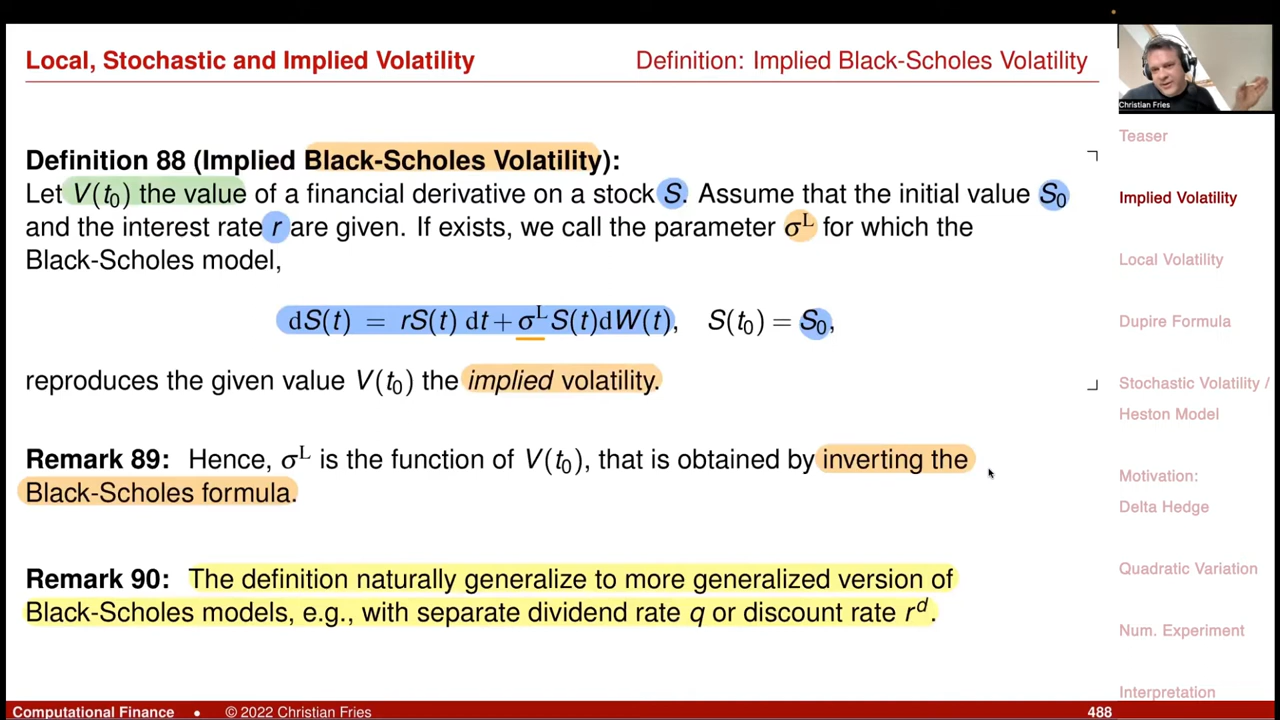 Local, Stochastic and Implied Volatility
Definition: Implied Black-Scholes Volatility
Christian Fries
Definition 88 (Implied Black-Scholes Volatility):
Let V(t₀) the value of a financial derivative on a stock S. Assume that the initial value S₀
and the interest rate r are given. If exists, we call the parameter σᴸ for which the
Black-Scholes model,
dS(t) = rS(t) dt + σᴸS(t)dW(t), S(t₀) = S₀,
reproduces the given value V(t₀) the implied volatility.
Remark 89: Hence, σᴸ is the function of V(t₀), that is obtained by inverting the
Black-Scholes formula.
Remark 90: The definition naturally generalize to more generalized version of
Black-Scholes models, e.g., with separate dividend rate q or discount rate rᵈ.
Teaser
Implied Volatility
Local Volatility
Dupire Formula
Stochastic Volatility /
Heston Model
Motivation:
Delta Hedge
Quadratic Variation
Num. Experiment
Interpretation
Computational Finance • © 2022 Christian Fries
488